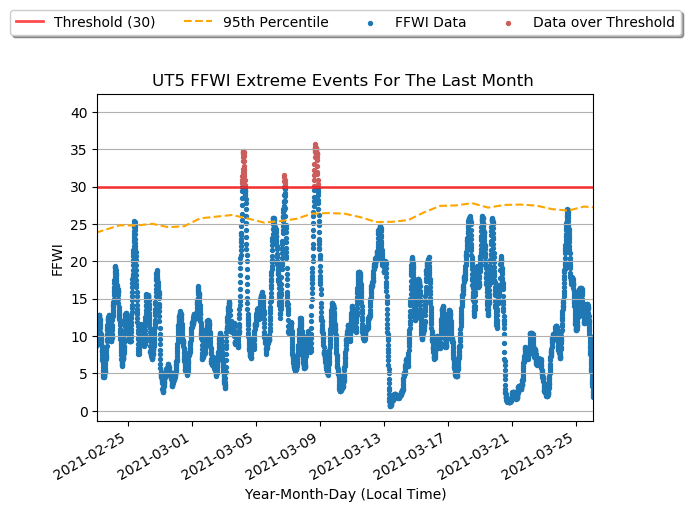 Threshold (30) 95th Percentile FFWI Data Data over Threshold
UT5 FFWI Extreme Events For The Last Month
40
35
30
25
20
15
10
5
0
FFWI
2021-02-25 2021-03-01 2021-03-05 2021-03-09 2021-03-13 2021-03-17 2021-03-21 2021-03-25
Year-Month-Day (Local Time)